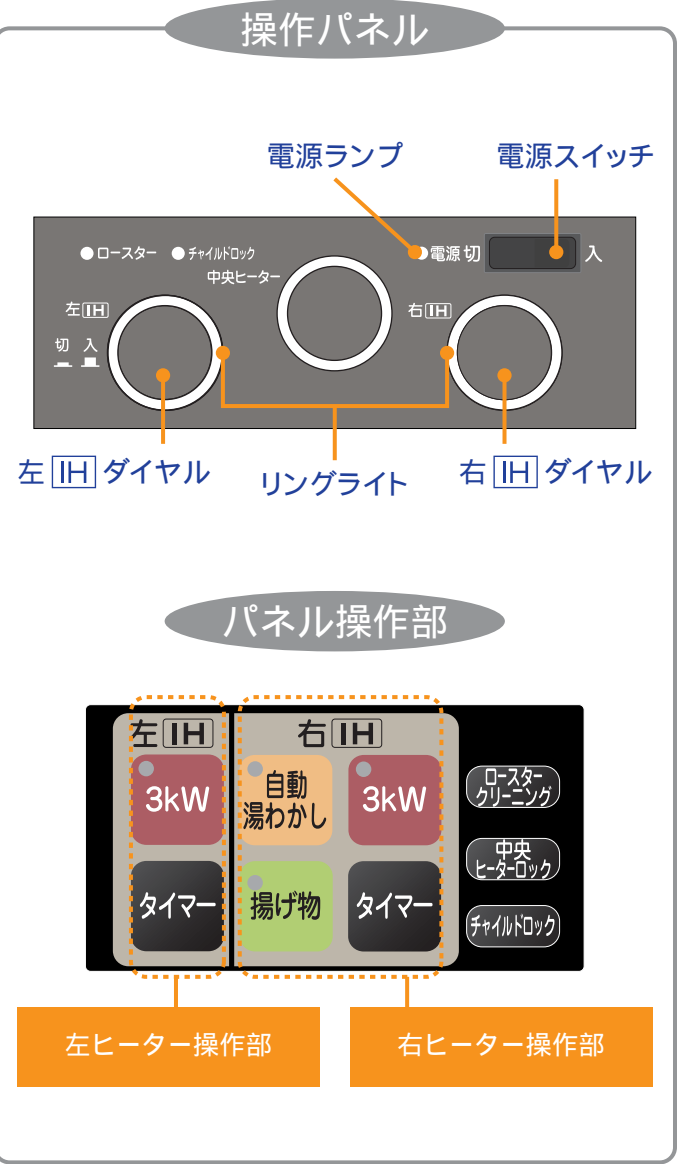 操作パネル
電源ランプ
電源スイッチ
ロースター
チャイルドロック
電源 切
入
中央ヒーター
左IH
右IH
切 入
左 IH ダイヤル
リングライト
右 IH ダイヤル
パネル操作部
左IH
右IH
3kW
自動
湯わかし
3kW
ロースター
クリーニング
タイマー
揚げ物
タイマー
中央
ヒーターロック
チャイルドロック
左ヒーター操作部
右ヒーター操作部